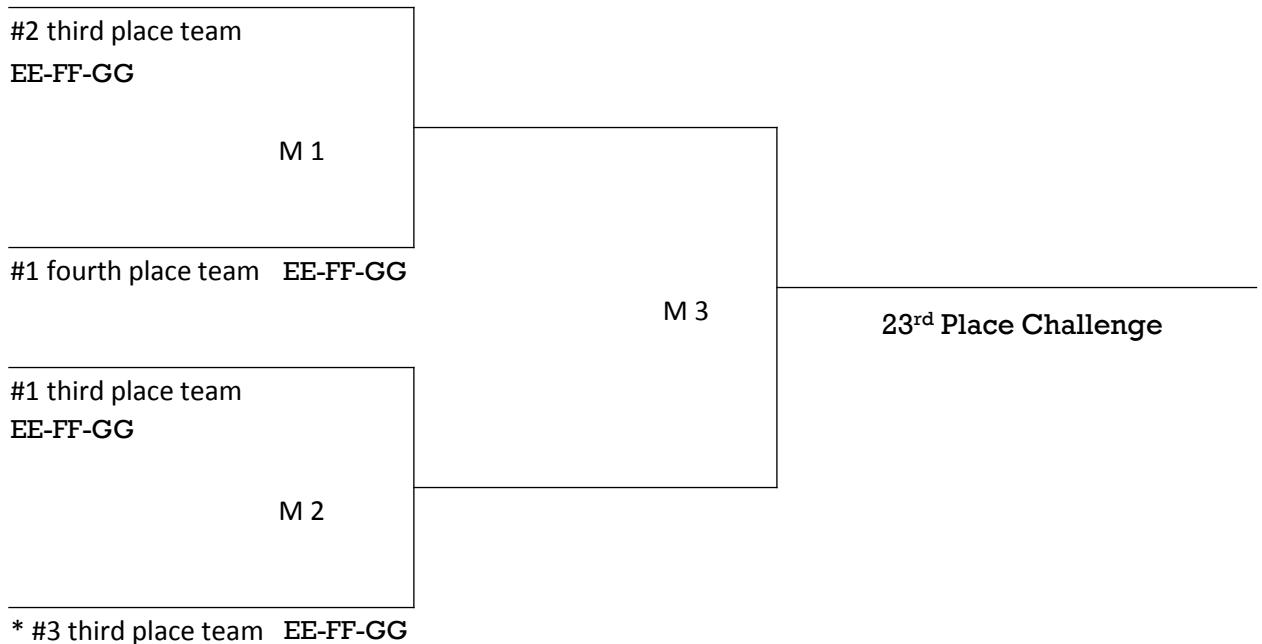 #2 third place team
EE-FF-GG
M 1
#1 fourth place team EE-FF-GG
M 3
23rd Place Challenge
#1 third place team
EE-FF-GG
M 2
* #3 third place team EE-FF-GG